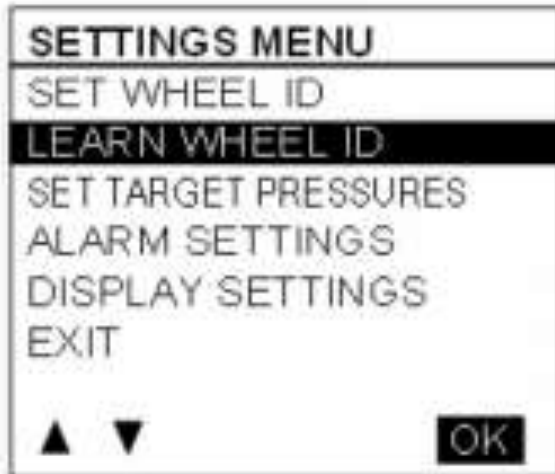 SETTINGS MENU
SET WHEEL ID
LEARN WHEEL ID
SET TARGET PRESSURES
ALARM SETTINGS
DISPLAY SETTINGS
EXIT
▲ ▼ OK